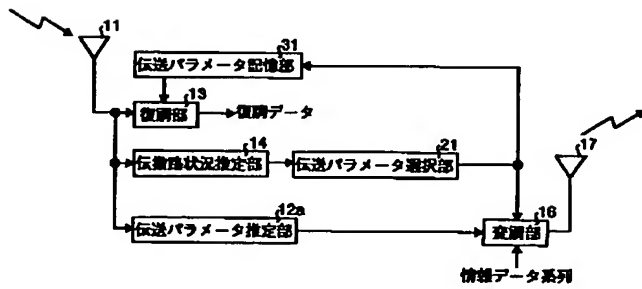 11
31
伝送パラメータ記憶部
13
復調部
復調データ
14
伝搬路状況推定部
21
伝送パラメータ選択部
17
12a
伝送パラメータ推定部
16
変調部
情報データ系列